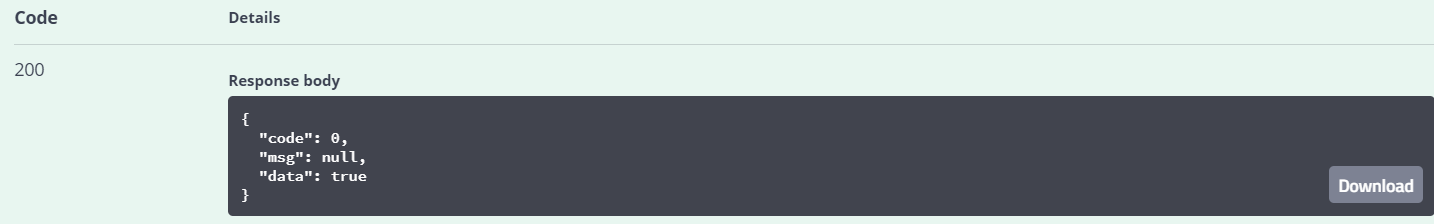 Code Details
200
Response body
{
  "code": 0,
  "msg": null,
  "data": true
}
Download